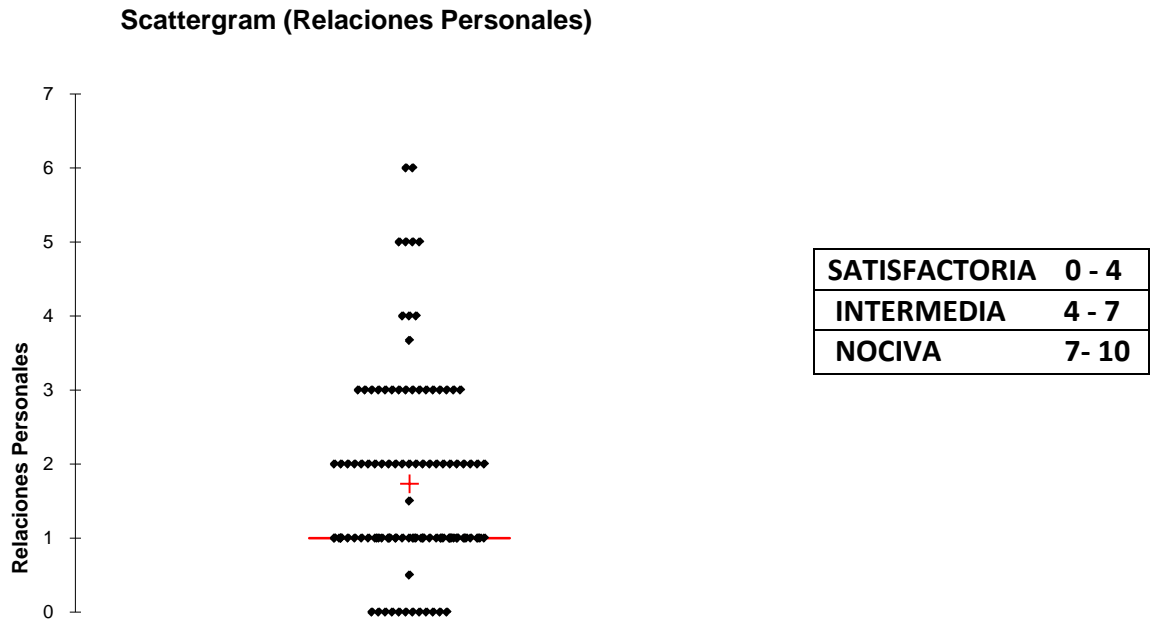 Scattergram (Relaciones Personales)
7
6
5
4
3
2
1
0
Relaciones Personales
SATISFACTORIA 0 - 4
INTERMEDIA 4 - 7
NOCIVA 7- 10